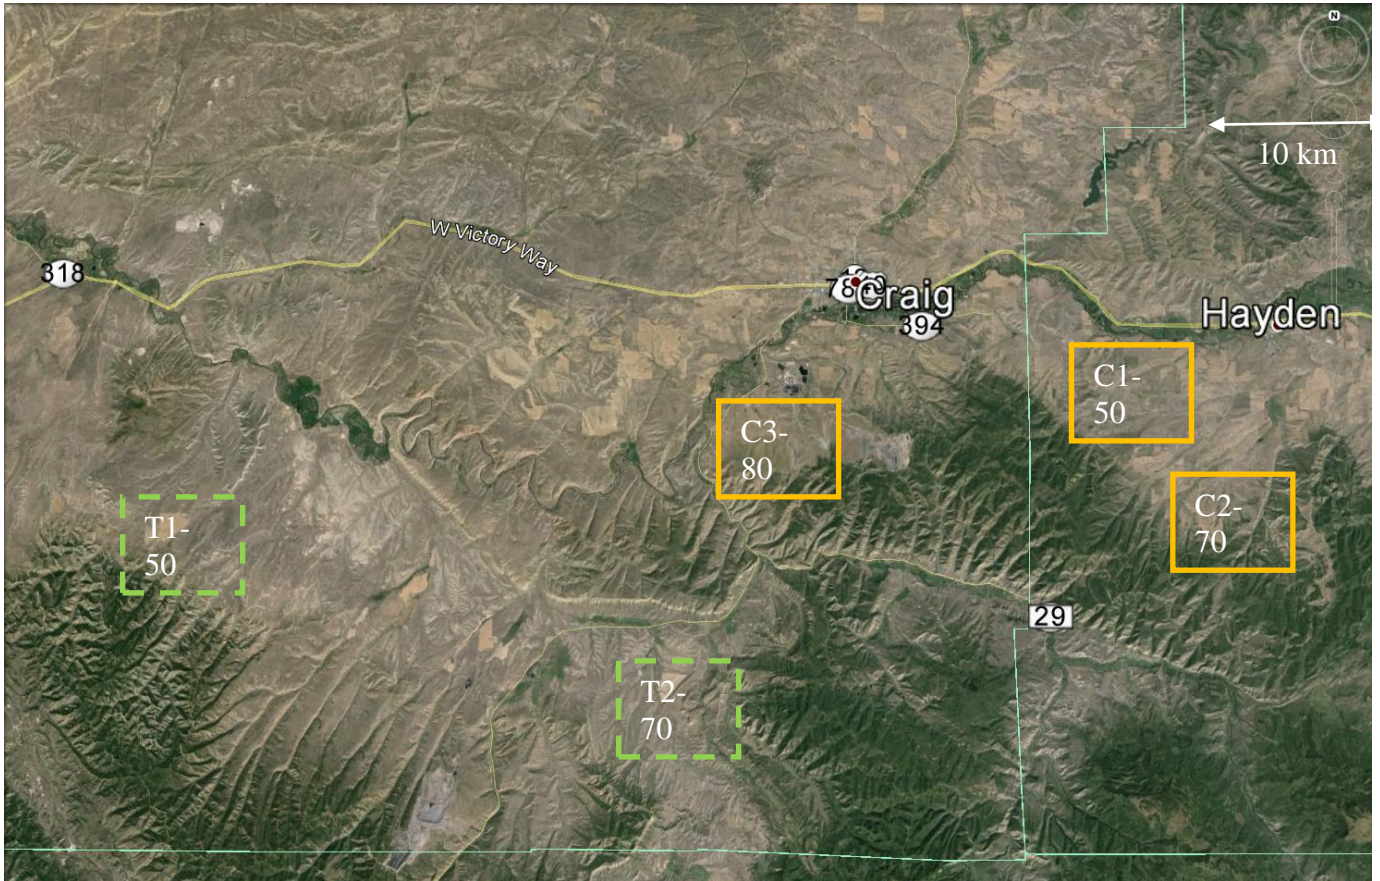 N
10 km
W Victory Way
318
Craig
394
Hayden
C1-
50
C3-
80
C2-
70
T1-
50
29
T2-
70